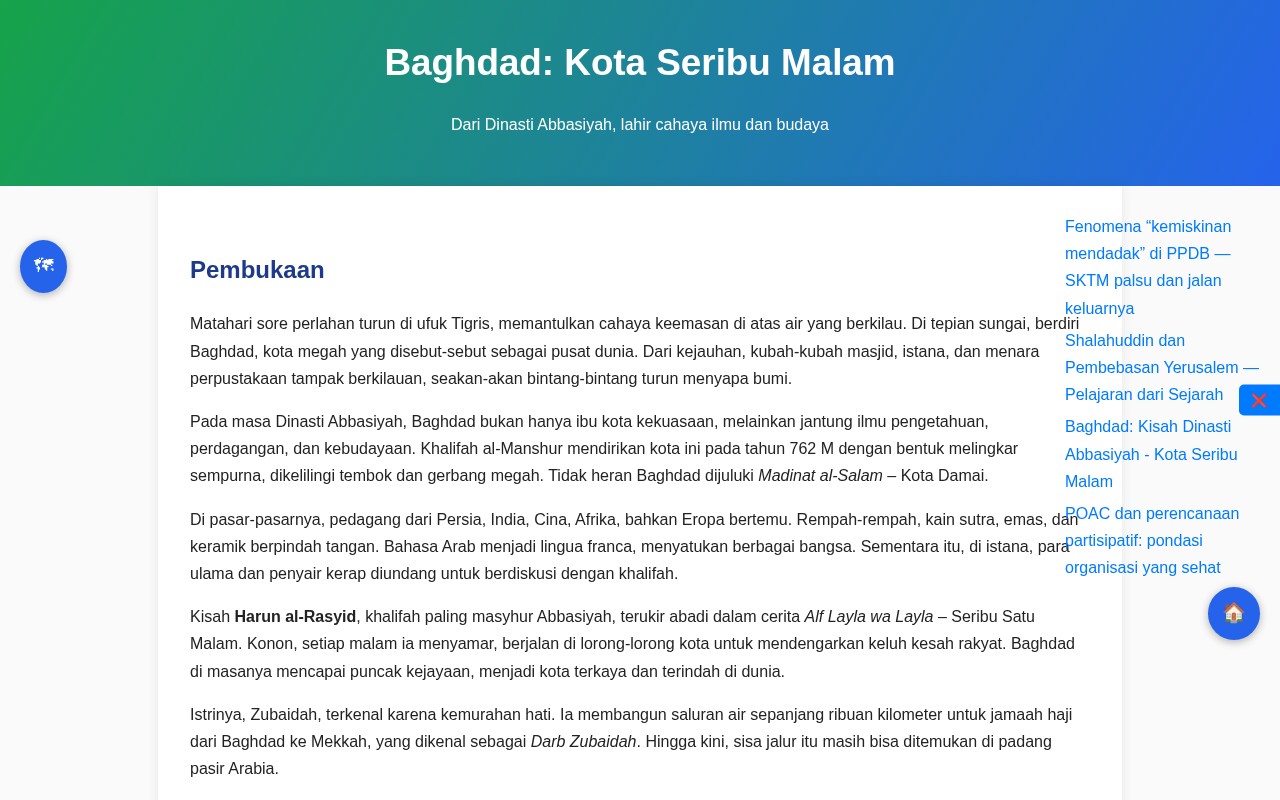 Baghdad: Kota Seribu Malam
Dari Dinasti Abbasiyah, lahir cahaya ilmu dan budaya
Pembukaan
Matahari sore perlahan turun di ufuk Tigris, memantulkan cahaya keemasan di atas air yang berkilau. Di tepian sungai, berdiri
Baghdad, kota megah yang disebut-sebut sebagai pusat dunia. Dari kejauhan, kubah-kubah masjid, istana, dan menara
perpustakaan tampak berkilauan, seakan-akan bintang-bintang turun menyapa bumi.
Pada masa Dinasti Abbasiyah, Baghdad bukan hanya ibu kota kekuasaan, melainkan jantung ilmu pengetahuan,
perdagangan, dan kebudayaan. Khalifah al-Manshur mendirikan kota ini pada tahun 762 M dengan bentuk melingkar
sempurna, dikelilingi tembok dan gerbang megah. Tidak heran Baghdad dijuluki Madinat al-Salam – Kota Damai.
Di pasar-pasarnya, pedagang dari Persia, India, Cina, Afrika, bahkan Eropa bertemu. Rempah-rempah, kain sutra, emas, dan
keramik berpindah tangan. Bahasa Arab menjadi lingua franca, menyatukan berbagai bangsa. Sementara itu, di istana, para
ulama dan penyair kerap diundang untuk berdiskusi dengan khalifah.
Kisah Harun al-Rasyid, khalifah paling masyhur Abbasiyah, terukir abadi dalam cerita Alf Layla wa Layla – Seribu Satu
Malam. Konon, setiap malam ia menyamar, berjalan di lorong-lorong kota untuk mendengarkan keluh kesah rakyat. Baghdad
di masanya mencapai puncak kejayaan, menjadi kota terkaya dan terindah di dunia.
Istrinya, Zubaidah, terkenal karena kemurahan hati. Ia membangun saluran air sepanjang ribuan kilometer untuk jamaah haji
dari Baghdad ke Mekkah, yang dikenal sebagai Darb Zubaidah. Hingga kini, sisa jalur itu masih bisa ditemukan di padang
pasir Arabia.
Fenomena “kemiskinan
mendadak” di PPDB —
SKTM palsu dan jalan
keluarnya
Shalahuddin dan
Pembebasan Yerusalem —
Pelajaran dari Sejarah
Baghdad: Kisah Dinasti
Abbasiyah - Kota Seribu
Malam
POAC dan perencanaan
partisipatif: pondasi
organisasi yang sehat